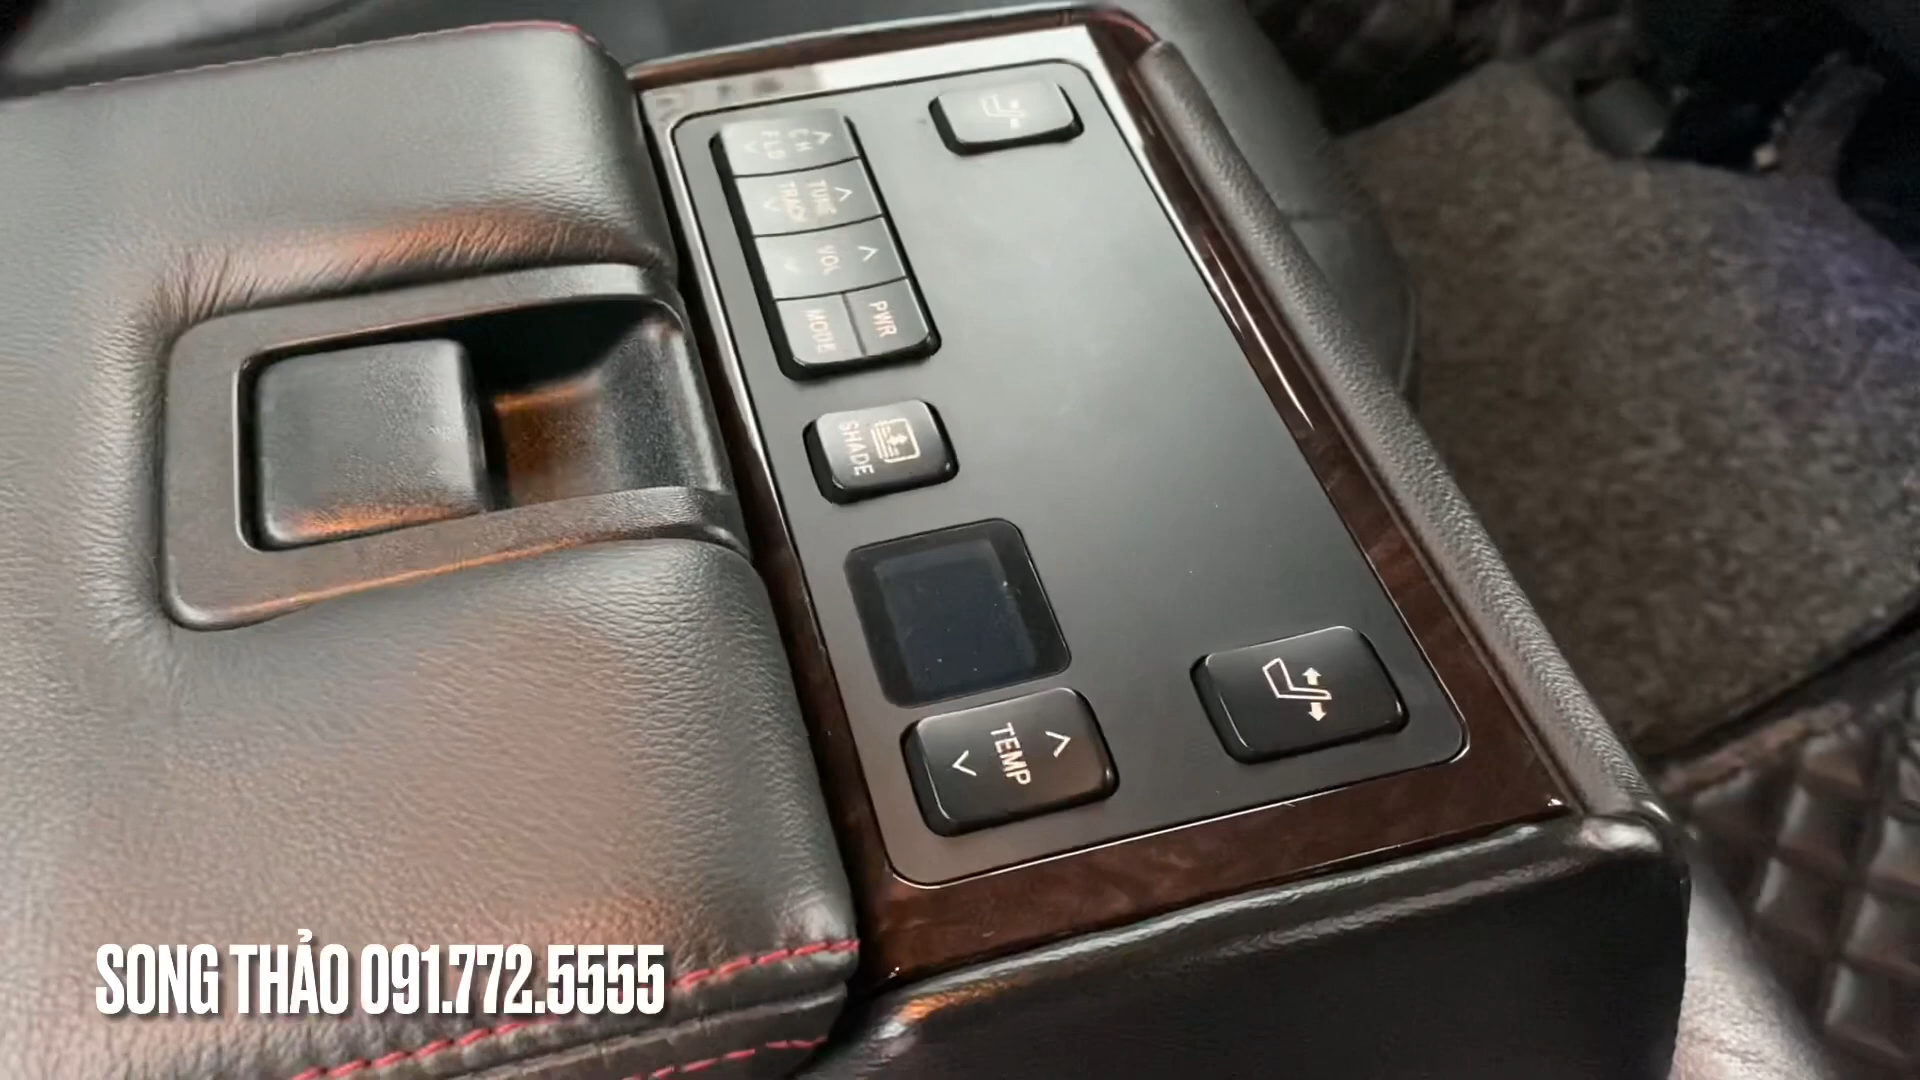 CH
FLD
TUNE
TRACK
VOL
PWR
MODE
SHADE
TEMP
SONG THẢO 091.772.5555